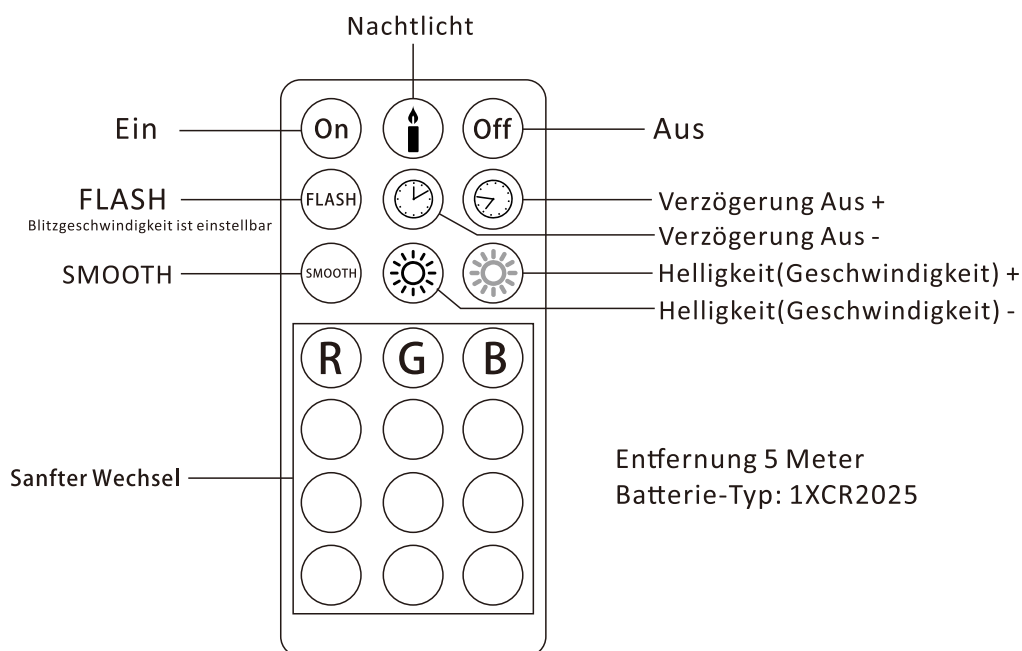 Nachtlicht
Ein
On
Off
Aus
FLASH
Blitzgeschwindigkeit ist einstellbar
FLASH
Verzögerung Aus +
Verzögerung Aus -
SMOOTH
SMOOTH
Helligkeit(Geschwindigkeit) +
Helligkeit(Geschwindigkeit) -
R G B
Sanfter Wechsel
Entfernung 5 Meter
Batterie-Typ: 1XCR2025